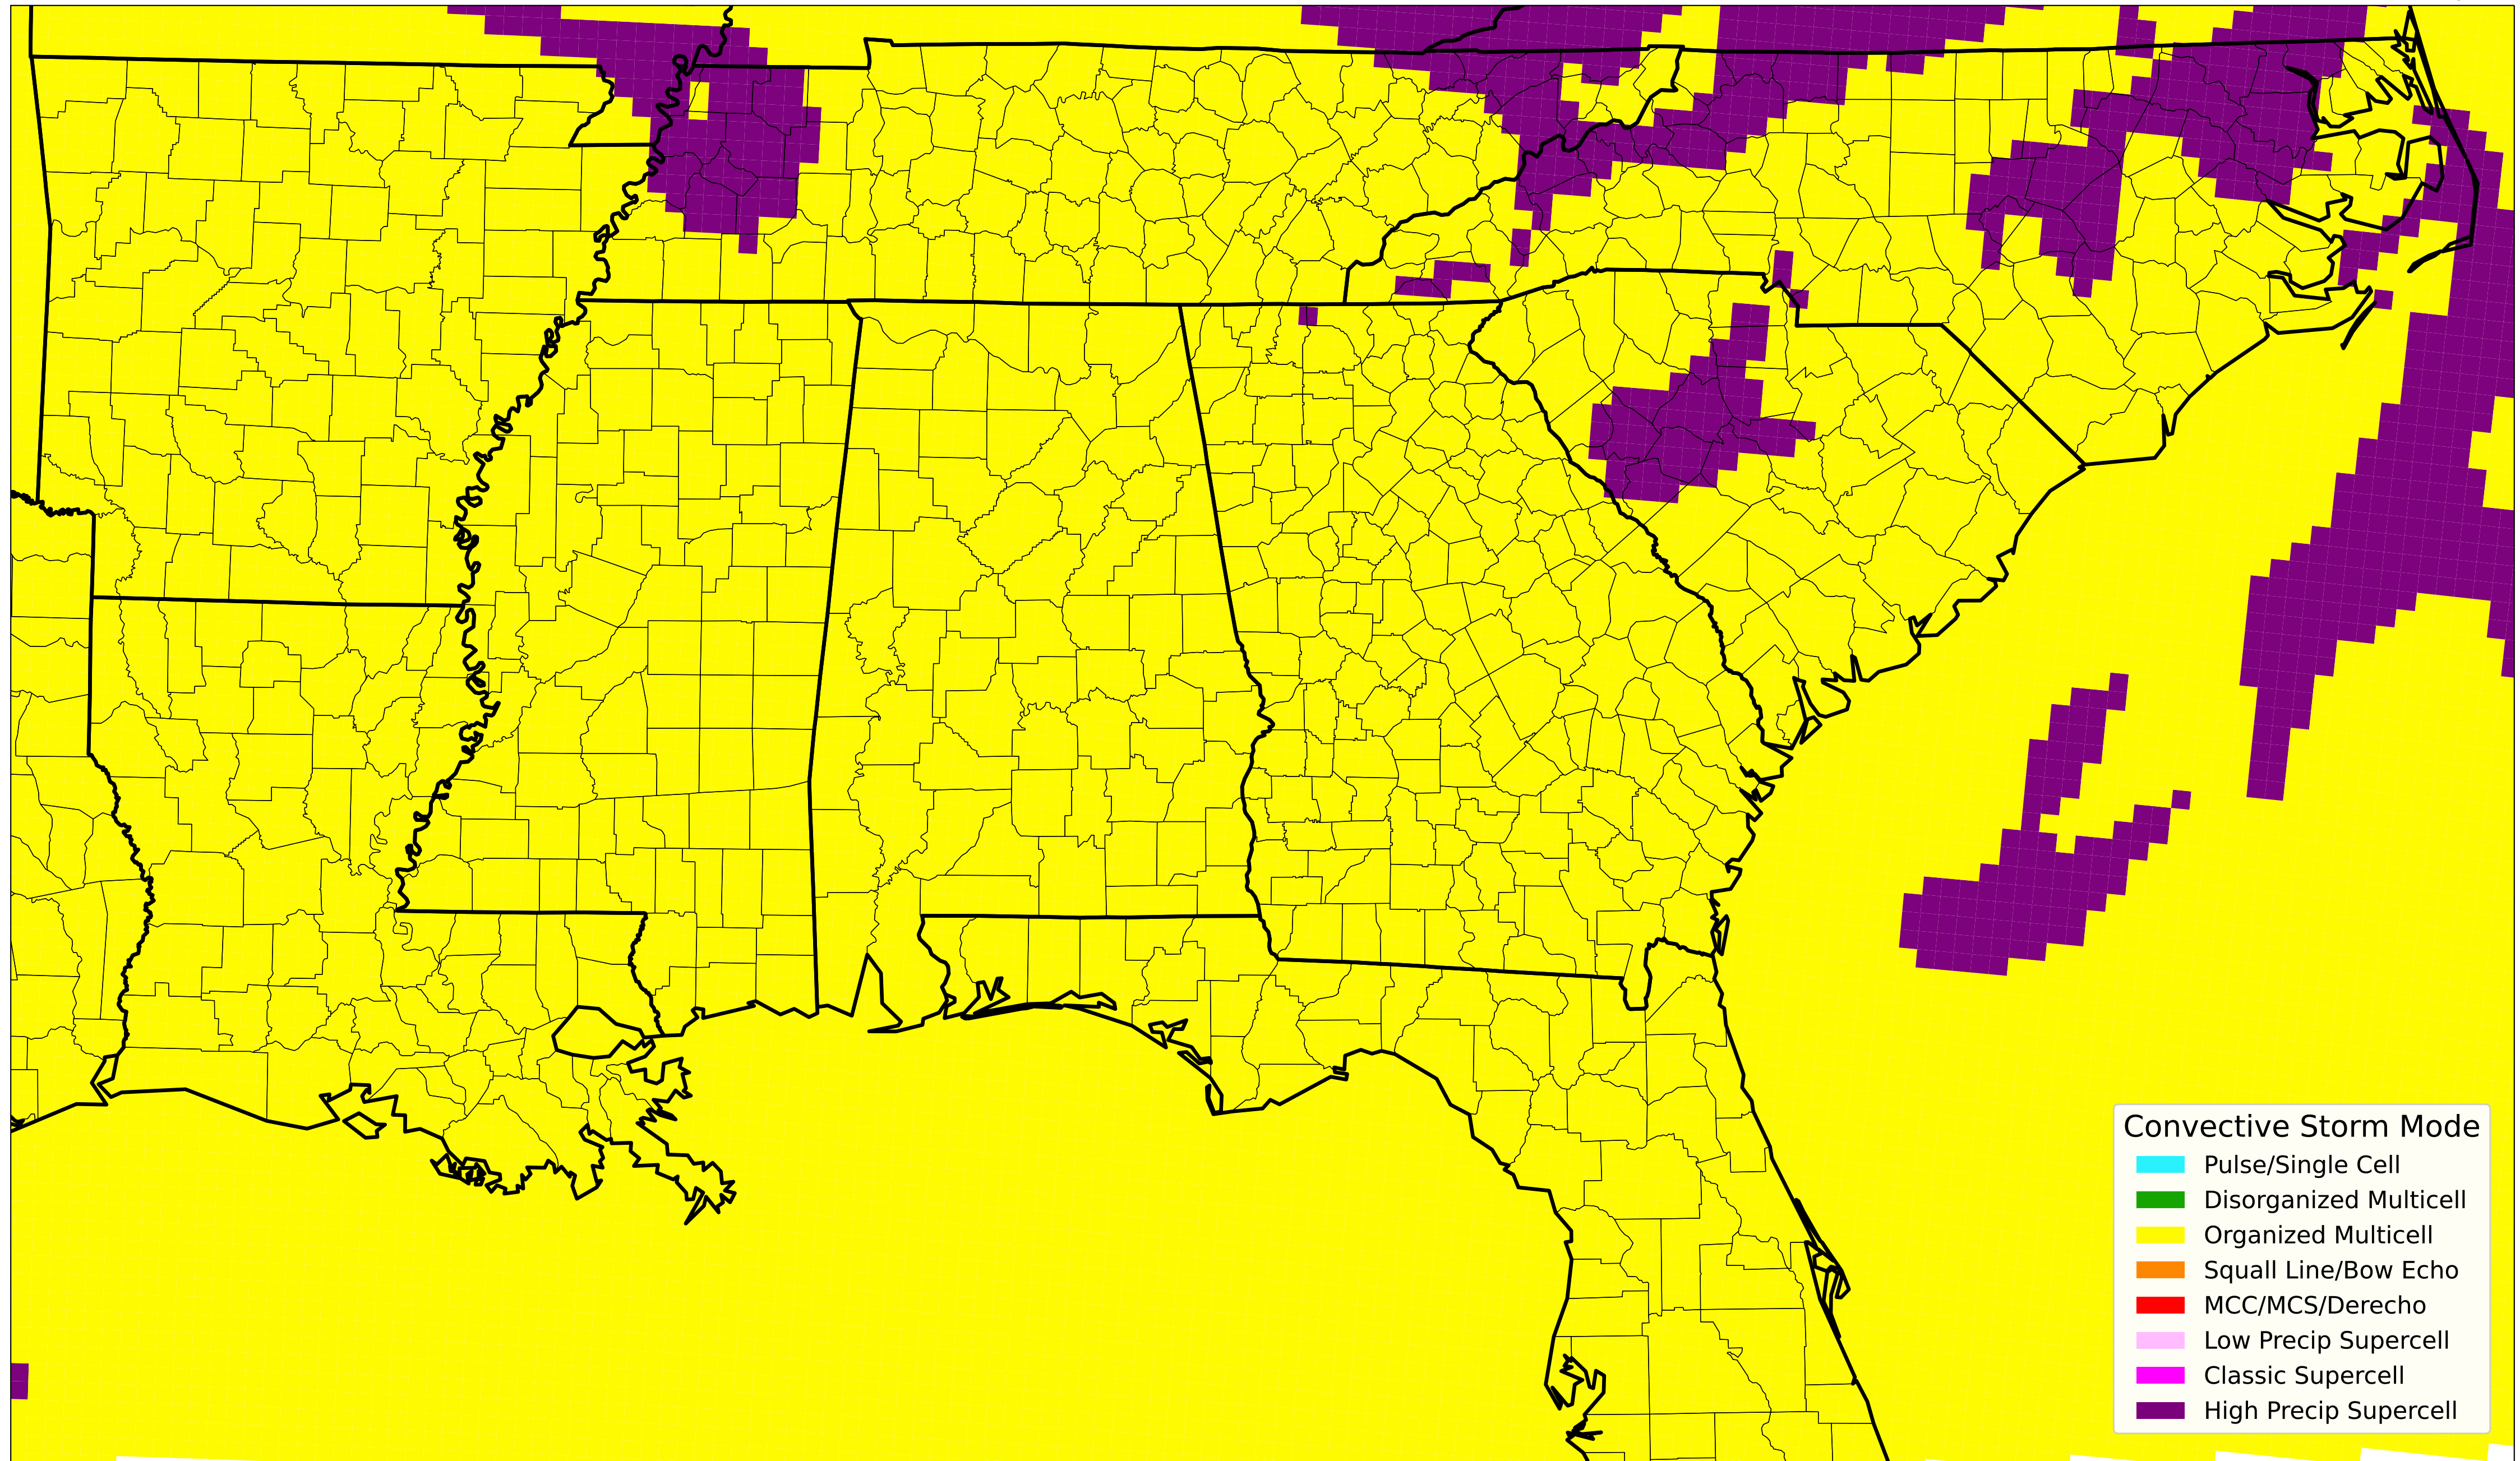 Convective Storm Mode
Pulse/Single Cell
Disorganized Multicell
Organized Multicell
Squall Line/Bow Echo
MCC/MCS/Derecho
Low Precip Supercell
Classic Supercell
High Precip Supercell